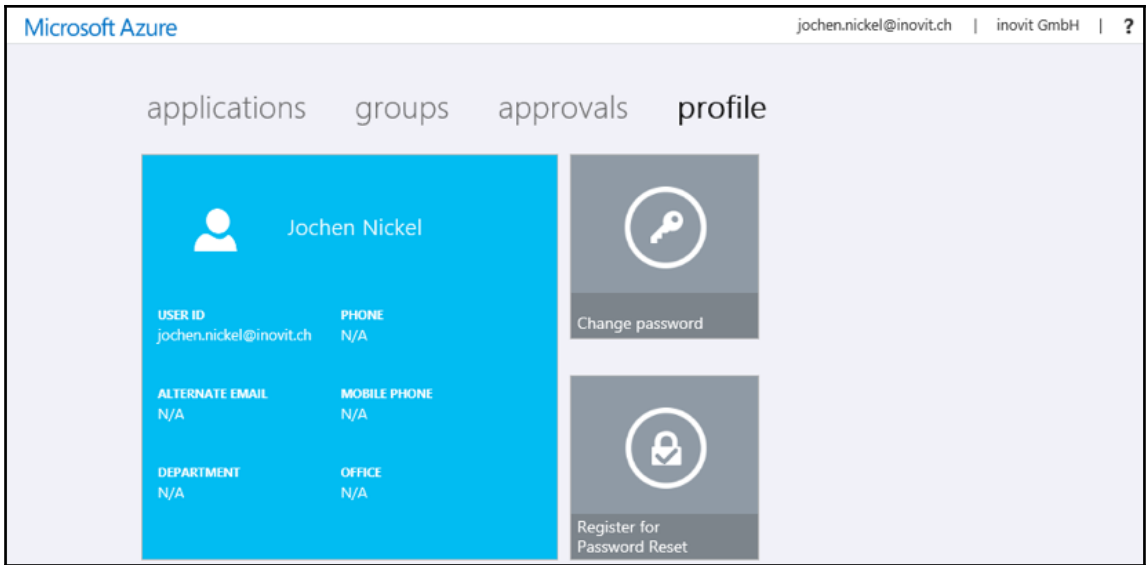 Microsoft Azure
jochen.nickel@inovit.ch | inovit GmbH | ?
applications groups approvals profile
Jochen Nickel
USER ID PHONE
jochen.nickel@inovit.ch N/A
ALTERNATE EMAIL MOBILE PHONE
N/A N/A
DEPARTMENT OFFICE
N/A N/A
Change password
Register for
Password Reset